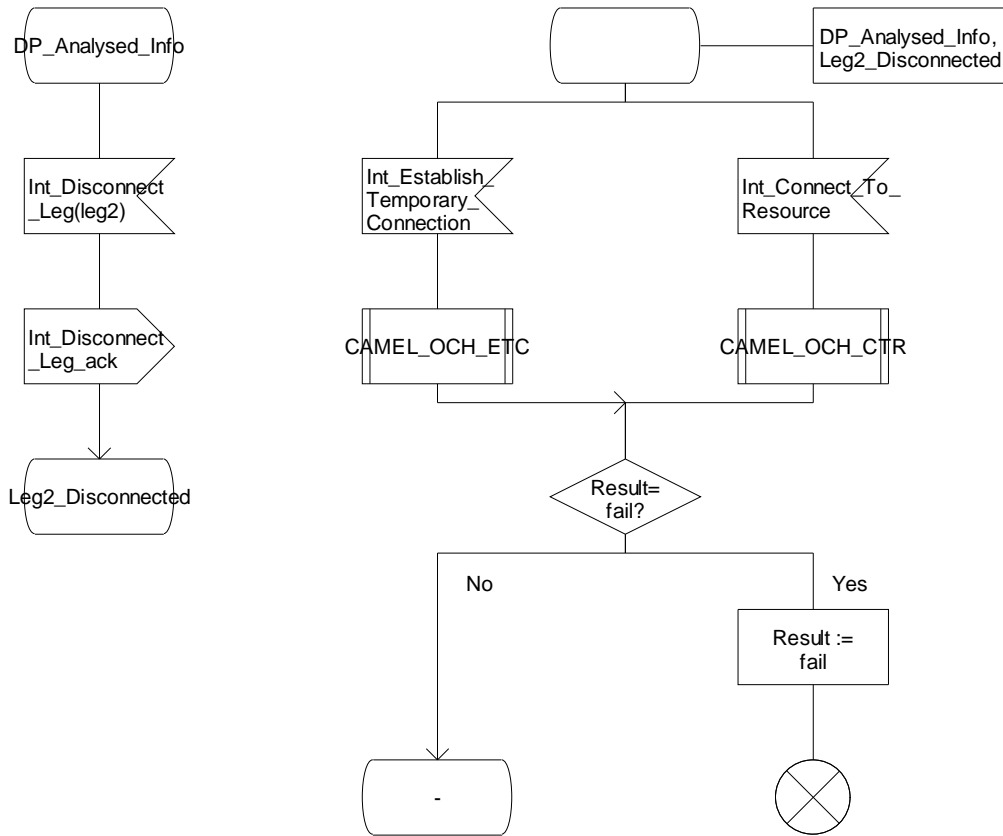 DP_Analysed_Info
Int_Disconnect
_Leg(leg2)
Int_Disconnect
_Leg_ack
Leg2_Disconnected
DP_Analysed_Info,
Leg2_Disconnected
Int_Establish_
Temporary_
Connection
Int_Connect_To_
Resource
CAMEL_OCH_ETC
CAMEL_OCH_CTR
Result=
fail?
No
Yes
Result :=
fail
-